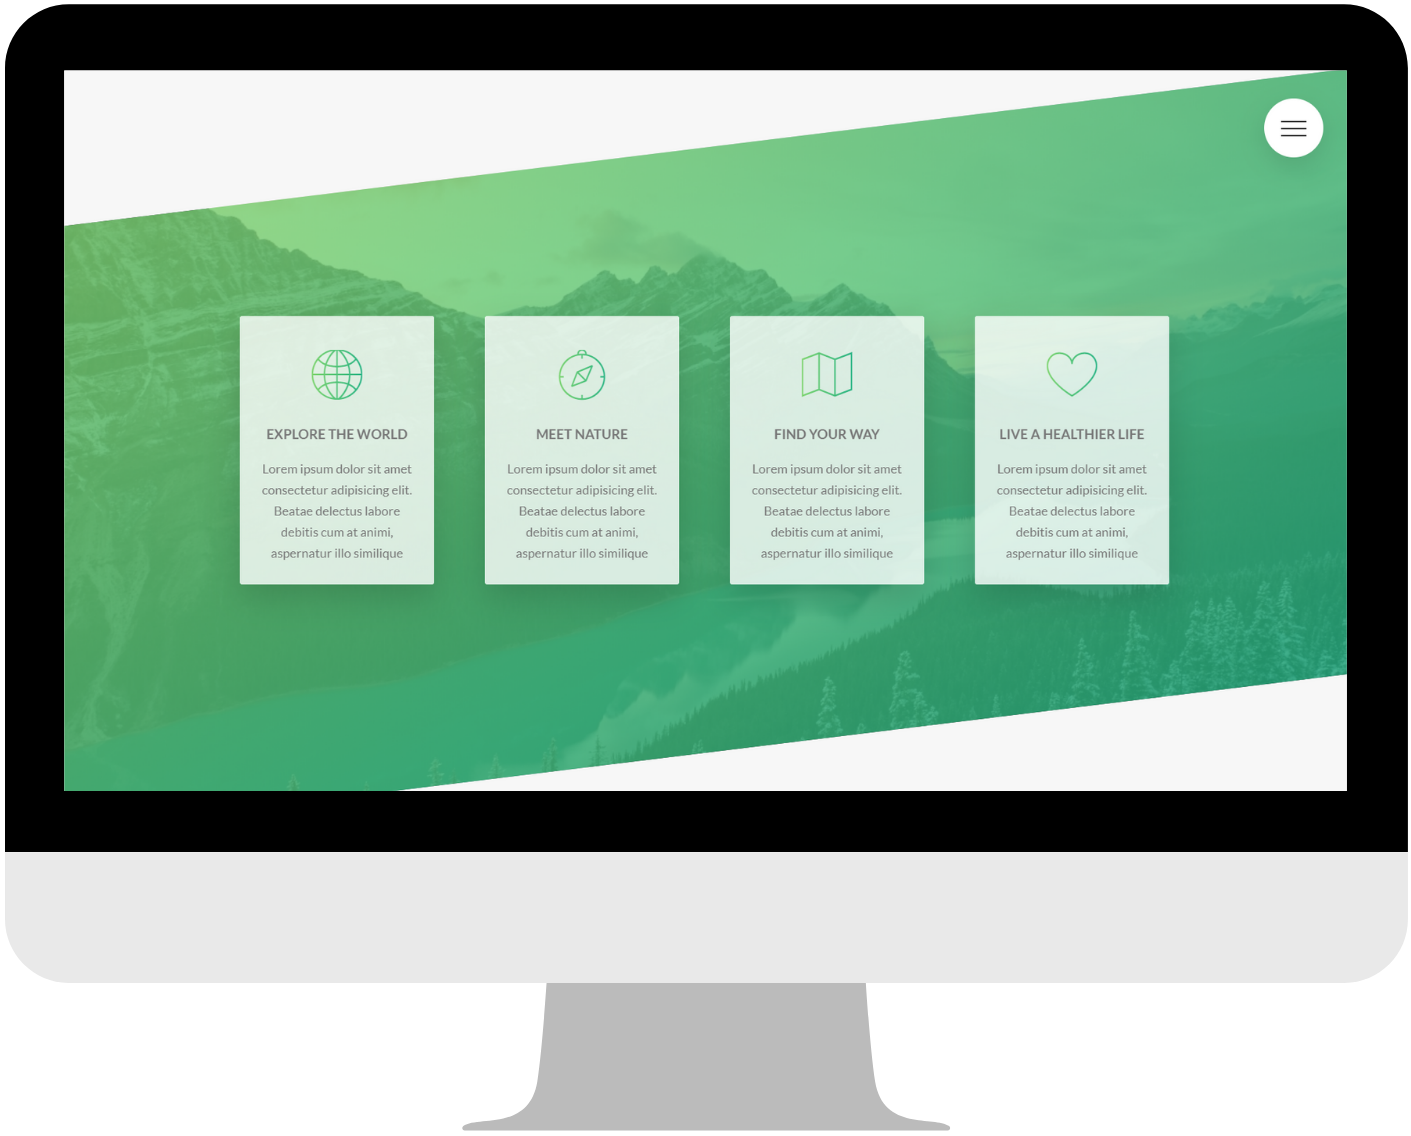 EXPLORE THE WORLD
Lorem ipsum dolor sit amet
consectetur adipisicing elit.
Beatae delectus labore
debitis cum at animi,
aspernatur illo similique
MEET NATURE
Lorem ipsum dolor sit amet
consectetur adipisicing elit.
Beatae delectus labore
debitis cum at animi,
aspernatur illo similique
FIND YOUR WAY
Lorem ipsum dolor sit amet
consectetur adipisicing elit.
Beatae delectus labore
debitis cum at animi,
aspernatur illo similique
LIVE A HEALTHIER LIFE
Lorem ipsum dolor sit amet
consectetur adipisicing elit.
Beatae delectus labore
debitis cum at animi,
aspernatur illo similique